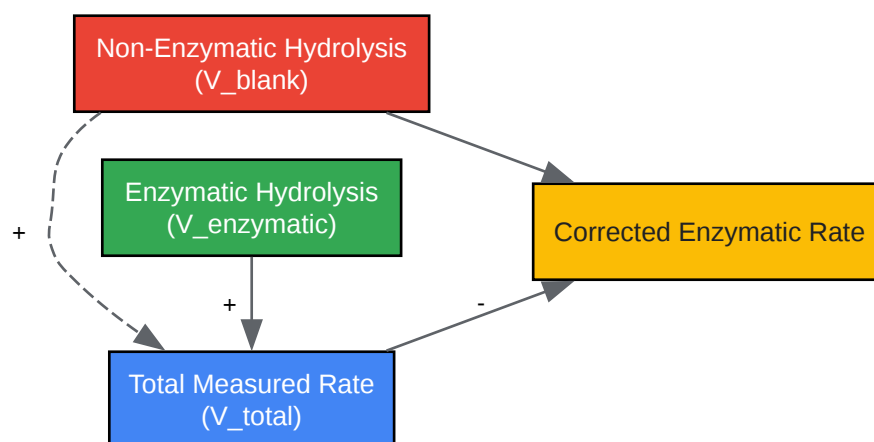 Non-Enzymatic Hydrolysis
(V_blank)
Enzymatic Hydrolysis
(V_enzymatic)
Corrected Enzymatic Rate
+
+
-
Total Measured Rate
(V_total)